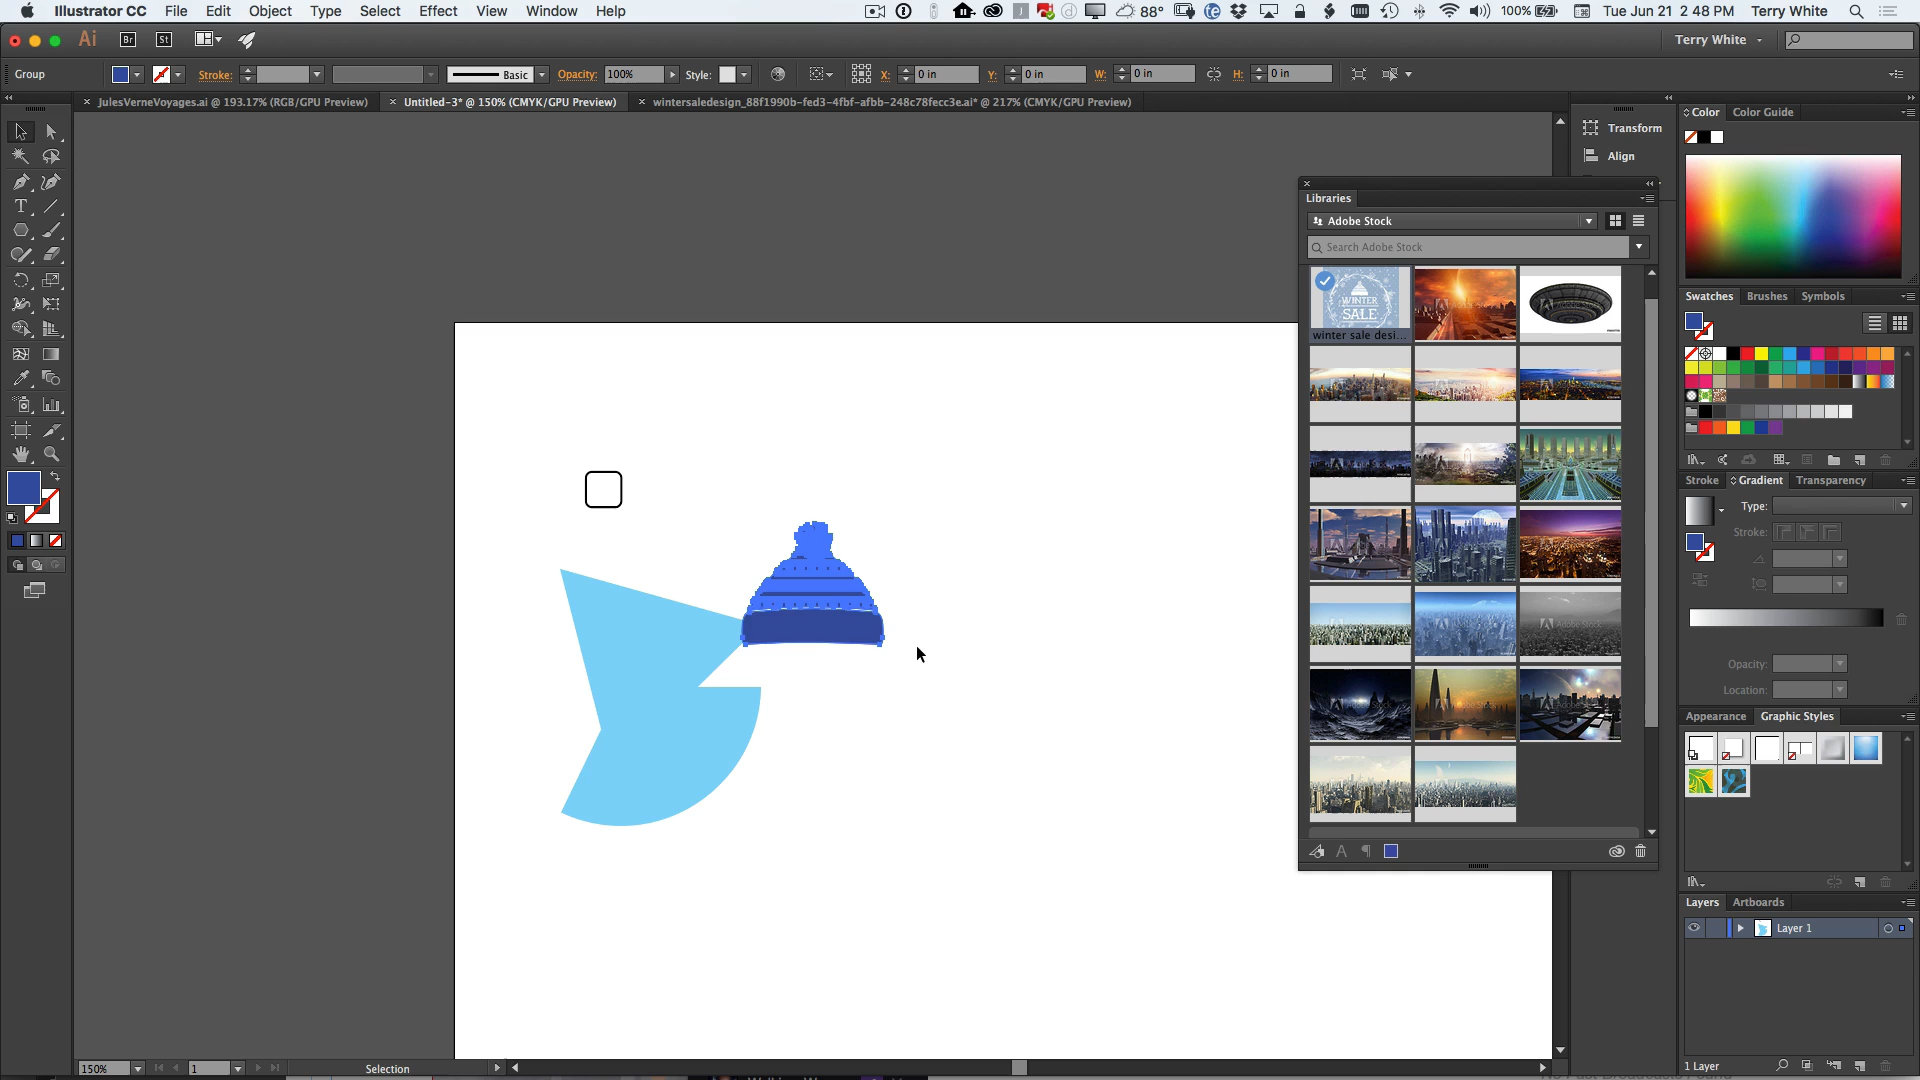 Illustrator CC File Edit Object Type Select Effect View Window Help
88° 100% Tue Jun 21 2 48 PM Terry White
Ai Br St Terry White
Group Stroke: Basic Opacity: 100% Style: X: 0 in Y: 0 in W: 0 in H: 0 in
JulesVerneVoyages.ai @ 193.17% (RGB/GPU Preview) Untitled-3* @ 150% (CMYK/GPU Preview) wintersaledesign_88f1990b-fed3-4fbf-afbb-248c78fecc3e.ai* @ 217% (CMYK/GPU Preview)
Transform
Align
Libraries
Adobe Stock
Search Adobe Stock
WINTER
SALE
winter sale desi...
Color Color Guide
Swatches Brushes Symbols
Stroke Gradient Transparency
Type:
Stroke:
Opacity:
Location:
Appearance Graphic Styles
Layers Artboards
Layer 1
1 Layer
150% 1 Selection